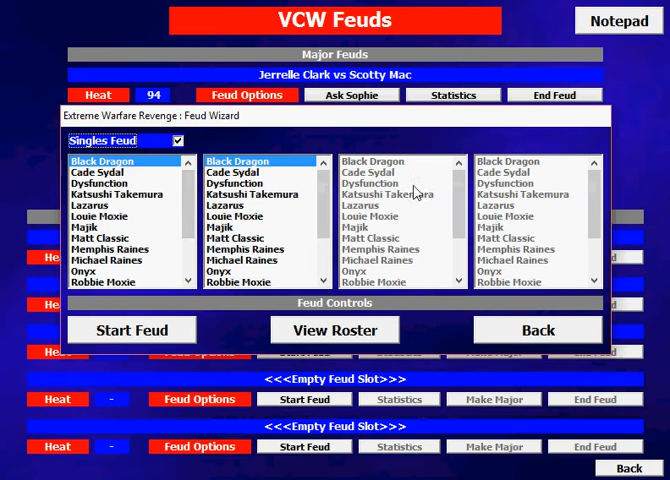 VCW Feuds
Notepad
Major Feuds
Jerrelle Clark vs Scotty Mac
Heat 94 Feud Options Ask Sophie Statistics End Feud
Extreme Warfare Revenge : Feud Wizard
Singles Feud
Black Dragon Black Dragon Black Dragon Black Dragon
Cade Sydal Cade Sydal Cade Sydal Cade Sydal
Dysfunction Dysfunction Dysfunction Dysfunction
Katsushi Takemura Katsushi Takemura Katsushi Takemura Katsushi Takemura
Lazarus Lazarus Lazarus Lazarus
Louie Moxie Louie Moxie Louie Moxie Louie Moxie
Majik Majik Majik Majik
Matt Classic Matt Classic Matt Classic Matt Classic
Memphis Raines Memphis Raines Memphis Raines Memphis Raines
Michael Raines Michael Raines Michael Raines Michael Raines
Onyx Onyx Onyx Onyx
Robbie Moxie Robbie Moxie Robbie Moxie Robbie Moxie
Feud Controls
Start Feud View Roster Back
<<<Empty Feud Slot>>>
Heat - Feud Options Start Feud Statistics Make Major End Feud
<<<Empty Feud Slot>>>
Heat - Feud Options Start Feud Statistics Make Major End Feud
Back